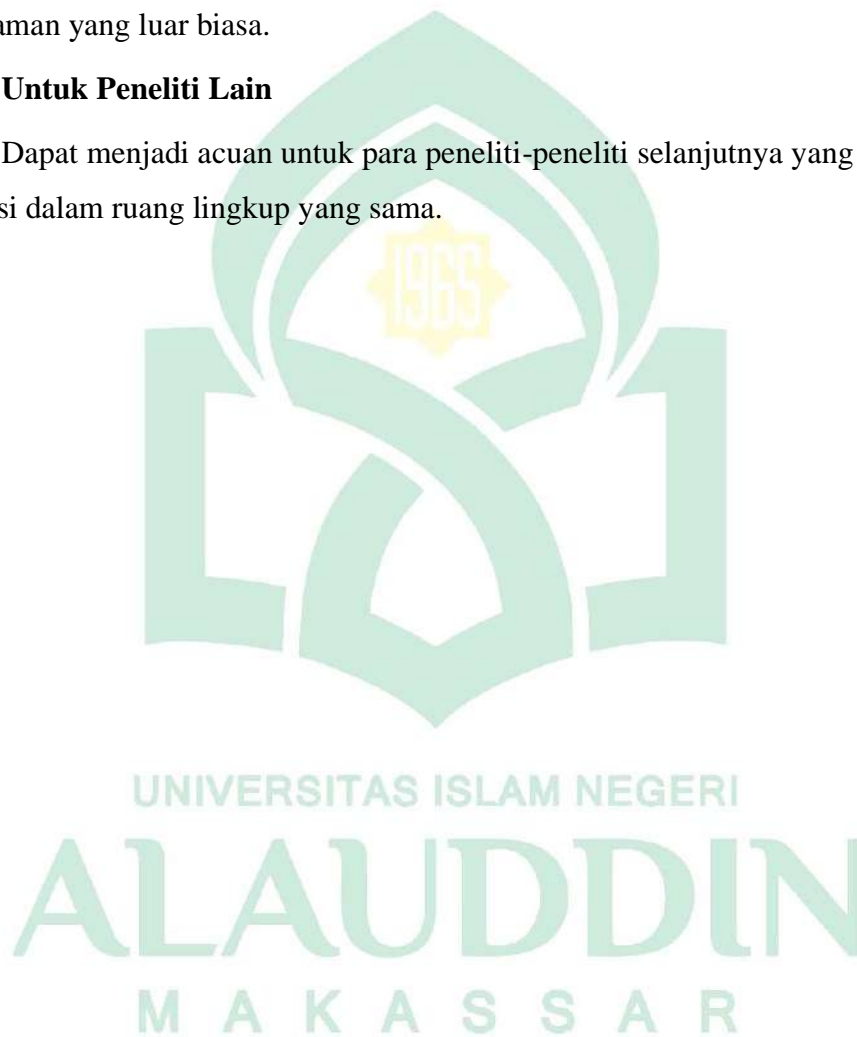 aman yang luar biasa.
Untuk Peneliti Lain
Dapat menjadi acuan untuk para peneliti-peneliti selanjutnya yang
si dalam ruang lingkup yang sama.
1965
UNIVERSITAS ISLAM NEGERI
ALAUDDIN
MAKASSAR